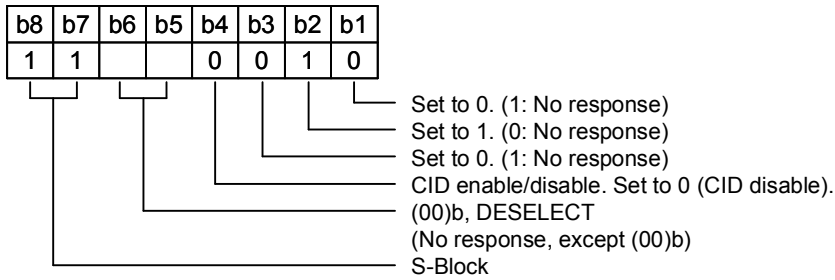 b8 b7 b6 b5 b4 b3 b2 b1
1 1 0 0 1 0
Set to 0. (1: No response)
Set to 1. (0: No response)
Set to 0. (1: No response)
CID enable/disable. Set to 0 (CID disable).
(00)b, DESELECT
(No response, except (00)b)
S-Block